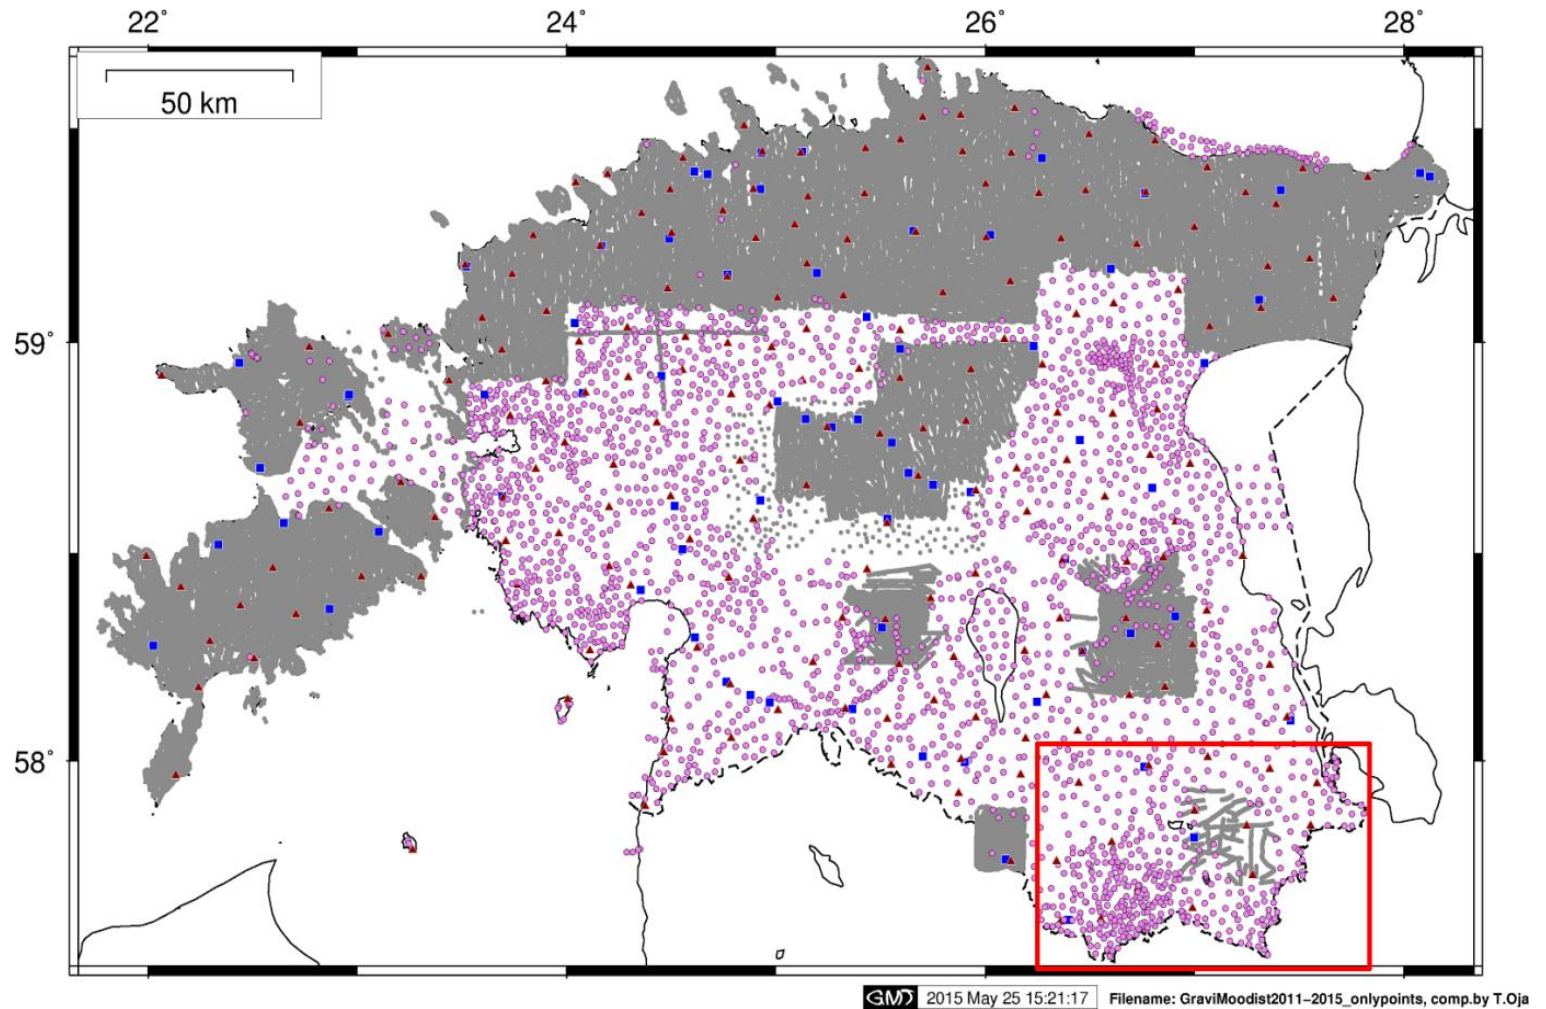 22° 24° 26° 28°
50 km
59°
58°
GMT 2015 May 25 15:21:17 Filename: GraviMoodist2011−2015_onlypoints, comp.by T.Oja